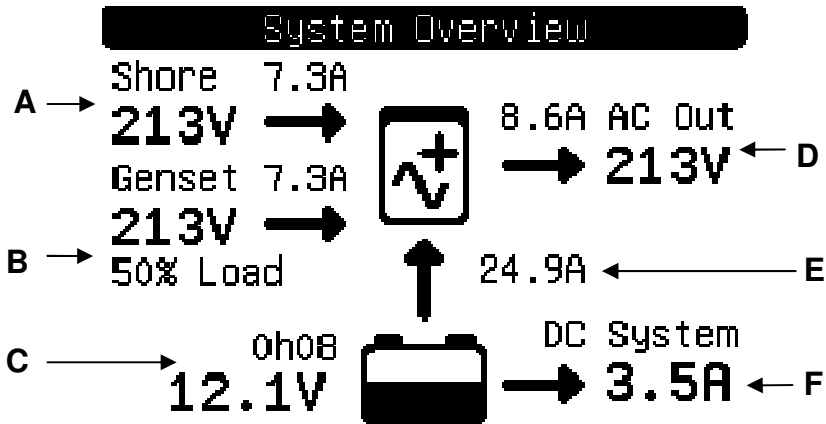 System Overview
Shore 7.3A
A
213V
8.6A AC Out
213V
D
Genset 7.3A
213V
B
50% Load
24.9A
E
0h08
DC System
C
12.1V
3.5A
F